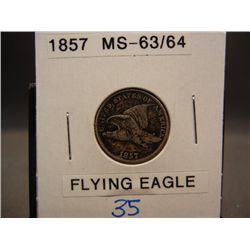 1857 MS-63/64
UNITED STATES OF AMERICA
1857
FLYING EAGLE
35